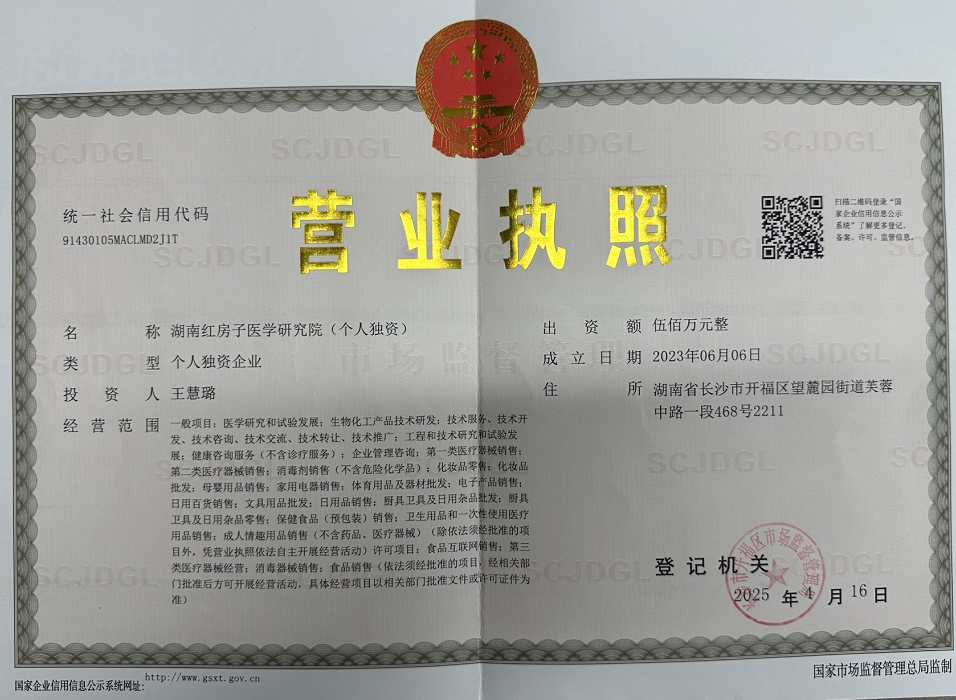 营业执照
统一社会信用代码
91430105MACLMD2J1T
扫描二维码登录“国
家企业信用信息公示
系统”了解更多登记、
备案、许可、监管信息。
名称 湖南红房子医学研究院（个人独资）
类型 个人独资企业
投资人 王慧璐
经营范围 一般项目：医学研究和试验发展；生物化工产品技术研发；技术服务、技术开
发、技术咨询、技术交流、技术转让、技术推广；工程和技术研究和试验发
展；健康咨询服务（不含诊疗服务）；企业管理咨询；第一类医疗器械销售；
第二类医疗器械销售；消毒剂销售（不含危险化学品）；化妆品零售；化妆品
批发；母婴用品销售；家用电器销售；体育用品及器材批发；电子产品销售；
日用百货销售；文具用品批发；日用品销售；厨具卫具及日用杂品批发；厨具
卫具及日用杂品零售；保健食品（预包装）销售；卫生用品和一次性使用医疗
用品销售；成人情趣用品销售（不含药品、医疗器械）（除依法须经批准的项
目外，凭营业执照依法自主开展经营活动）许可项目：食品互联网销售；第三
类医疗器械经营；消毒器械销售；食品销售（依法须经批准的项目，经相关部
门批准后方可开展经营活动，具体经营项目以相关部门批准文件或许可证件为
准）
出资额 伍佰万元整
成立日期 2023年06月06日
住所 湖南省长沙市开福区望麓园街道芙蓉
中路一段468号2211
登记机关
2025年4月16日
国家企业信用信息公示系统网址：http://www.gsxt.gov.cn
国家市场监督管理总局监制
SCJDGL
市场监督管理